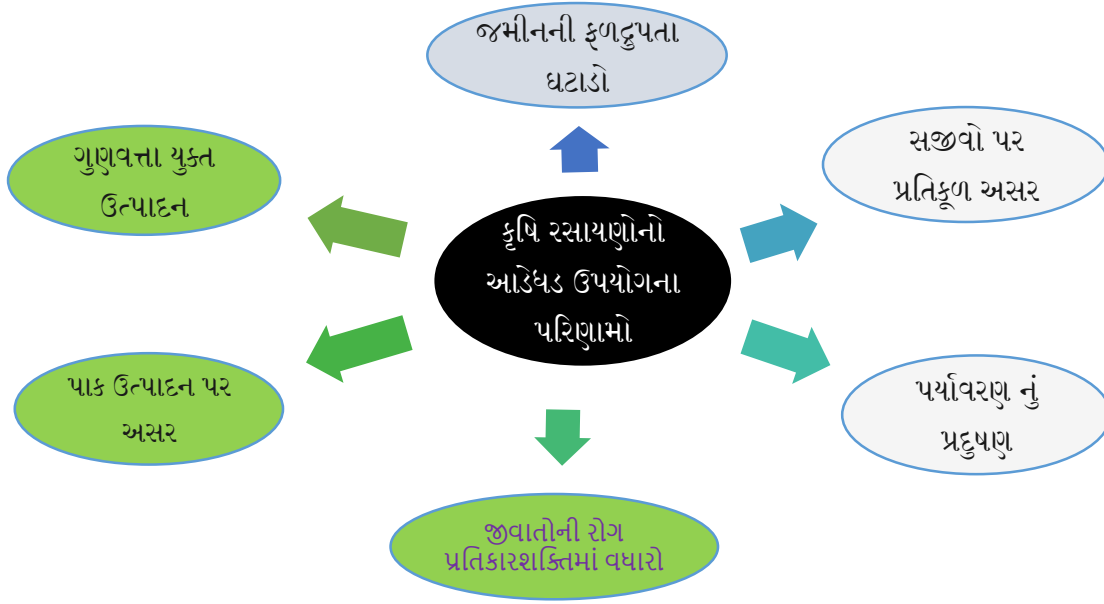 જમીનની ફળદ્રુપતા
ઘટાડો
સજીવો પર
પ્રતિકૂળ અસર
ગુણવત્તા યુક્ત
ઉત્પાદન
કૃષિ રસાયણોનો
આડેધડ ઉપયોગના
પરિણામો
પાક ઉત્પાદન પર
અસર
પર્યાવરણ નું
પ્રદુષણ
જીવાતોની રોગ
પ્રતિકારશક્તિમાં વધારો